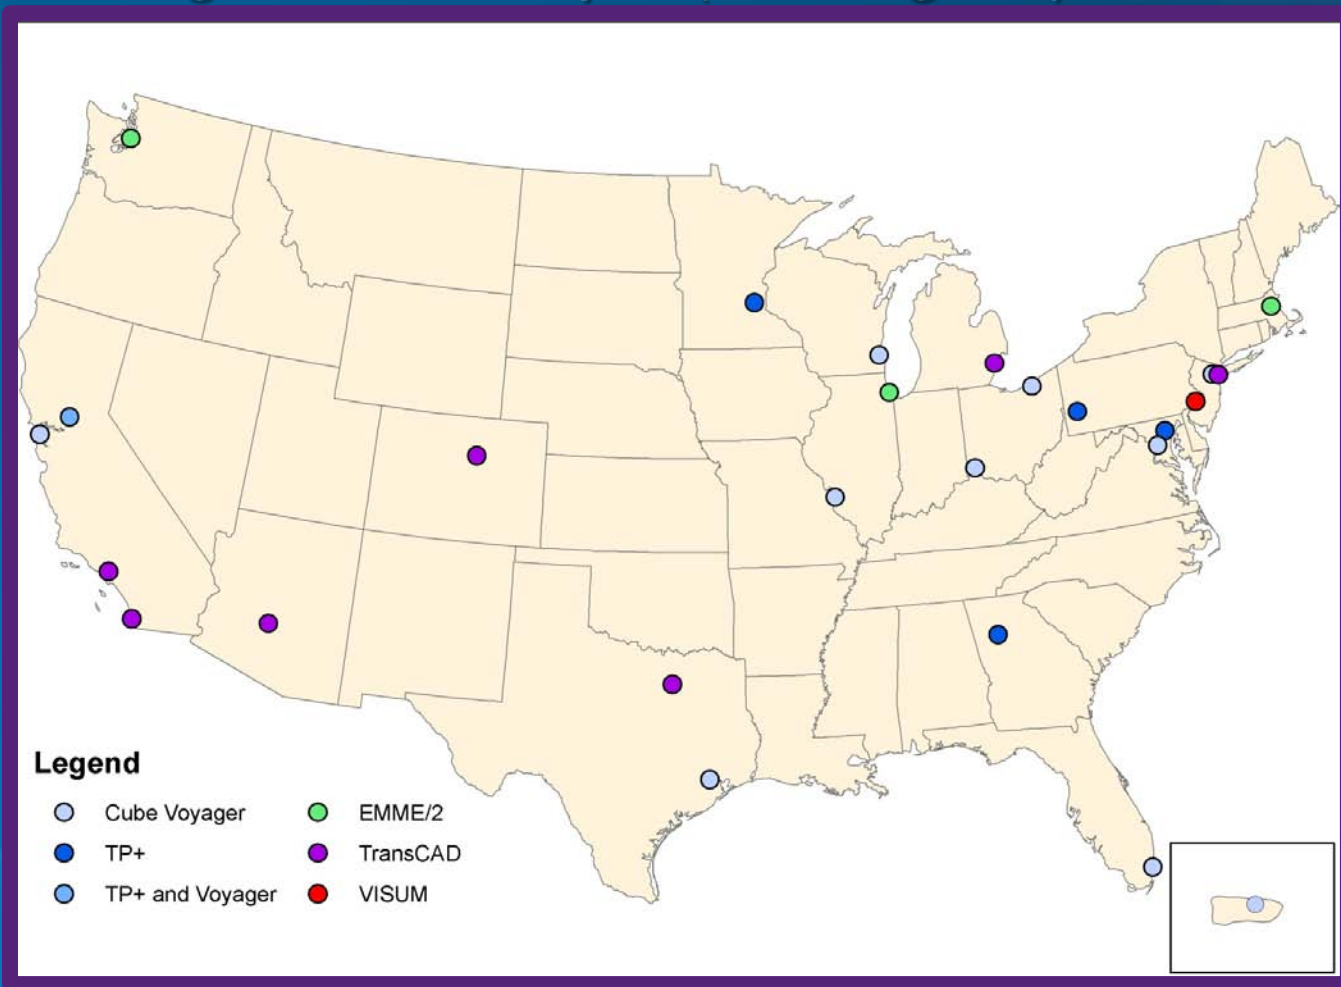 Legend
Cube Voyager
EMME/2
TP+
TransCAD
TP+ and Voyager
VISUM